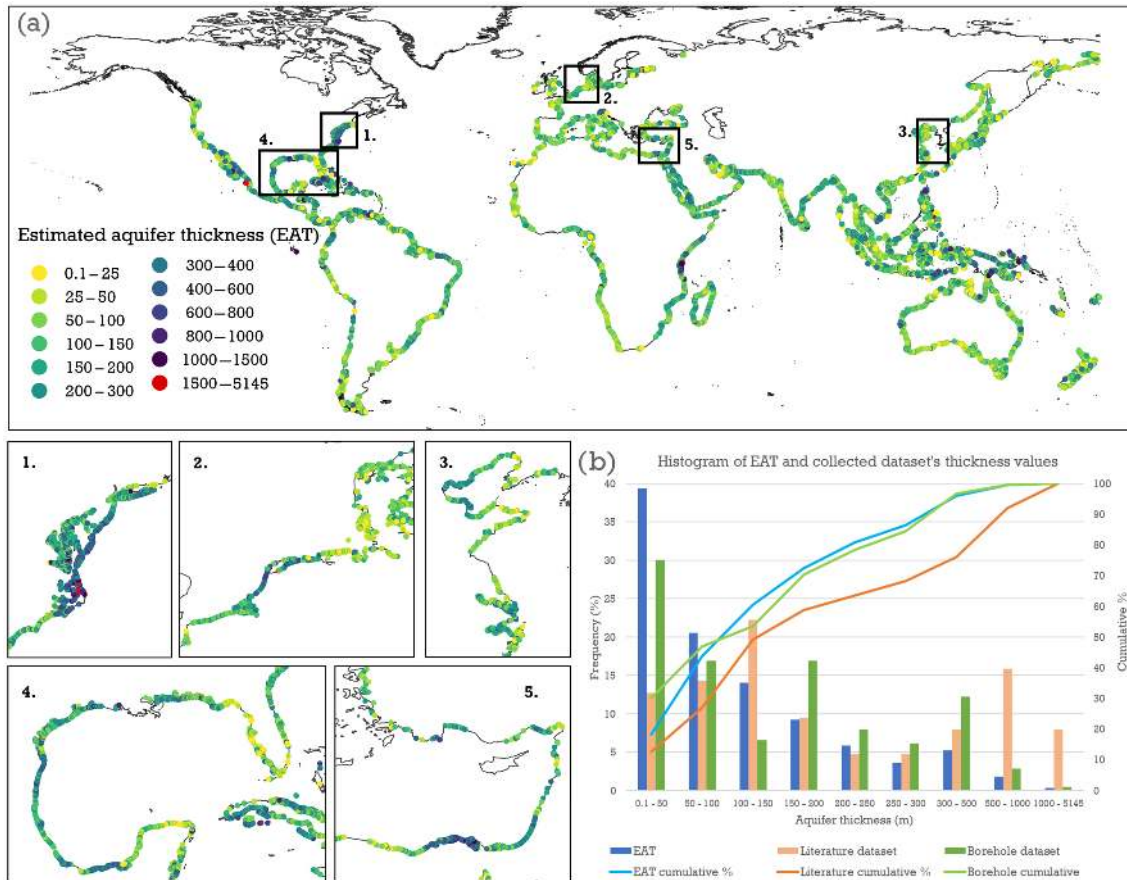 (a)
1.
2.
3.
4.
5.
Estimated aquifer thickness (EAT)
0.1–25
25–50
50–100
100–150
150–200
200–300
300–400
400–600
600–800
800–1000
1000–1500
1500–5145
1.
2.
3.
4.
5.
(b)
Histogram of EAT and collected dataset's thickness values
Frequency (%)
40
35
30
25
20
15
10
5
0
Cumulative %
100
90
80
70
60
50
40
30
20
10
0
0.1 - 50
50 - 100
100 - 150
150 - 200
200 - 250
250 - 300
300 - 500
500 - 1000
1000 - 5145
Aquifer thickness (m)
EAT
Literature dataset
Borehole dataset
EAT cumulative %
Literature cumulative %
Borehole cumulative